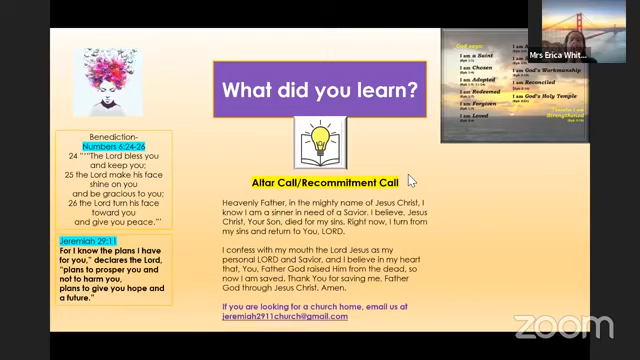 What did you learn?
Benediction-
Numbers 6:24-26
24 "'"The Lord bless you
and keep you;
25 the Lord make his face
shine on you
and be gracious to you;
26 the Lord turn his face
toward you
and give you peace."'
Jeremiah 29:11
For I know the plans I have
for you," declares the Lord,
"plans to prosper you and
not to harm you,
plans to give you hope and
a future."
Altar Call/Recommitment Call
Heavenly Father, in the mighty name of Jesus Christ, I
know I am a sinner in need of a Savior. I believe, Jesus
Christ, Your Son, died for my sins. Right now, I turn from
my sins and return to You, LORD.
I confess with my mouth the Lord Jesus as my
personal LORD and Savior, and I believe in my heart
that, You, Father God raised Him from the dead, so
now I am saved. Thank You for saving me, Father
God through Jesus Christ. Amen.
If you are looking for a church home, email us at
jeremiah2911church@gmail.com
God says:
I am a Saint
I am Chosen
I am Adopted
I am Redeemed
I am Forgiven
I am Loved
I am God's Workmanship
I am Reconciled
I am God's Holy Temple
Strengthened
Mrs Erica Whit...
zoom